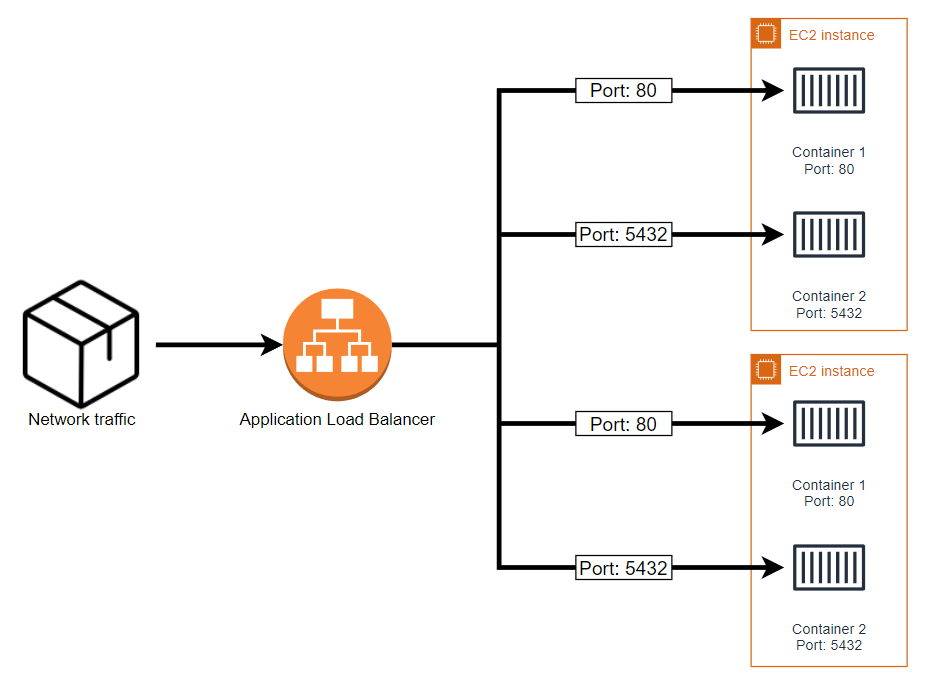 EC2 instance
Port: 80
Container 1
Port: 80
Port: 5432
Container 2
Port: 5432
Network traffic
Application Load Balancer
EC2 instance
Port: 80
Container 1
Port: 80
Port: 5432
Container 2
Port: 5432